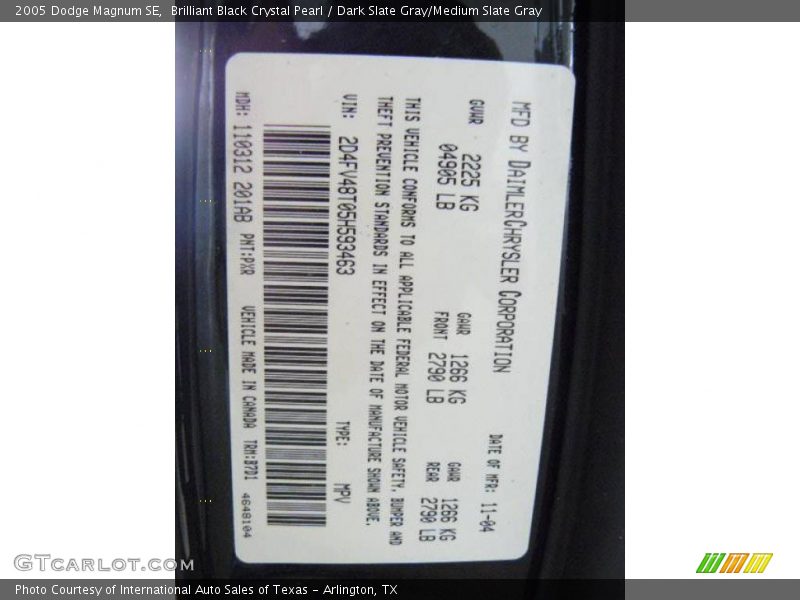 2005 Dodge Magnum SE,  Brilliant Black Crystal Pearl / Dark Slate Gray/Medium Slate Gray
MFD BY DAIMLERCHRYSLER CORPORATION
DATE OF MFR: 11-04
GVWR 2225 KG
04905 LB
GAWR FRONT 1266 KG
2790 LB
GAWR REAR 1266 KG
2790 LB
THIS VEHICLE CONFORMS TO ALL APPLICABLE FEDERAL MOTOR VEHICLE SAFETY, BUMPER AND
THEFT PREVENTION STANDARDS IN EFFECT ON THE DATE OF MANUFACTURE SHOWN ABOVE.
VIN: 2D4FV48T05H593463 TYPE: MPV
MDH: 110312 201AB PNT:PXR VEHICLE MADE IN CANADA TRM:B7D1 4648104
GTCarLot.com
Photo Courtesy of International Auto Sales of Texas - Arlington, TX